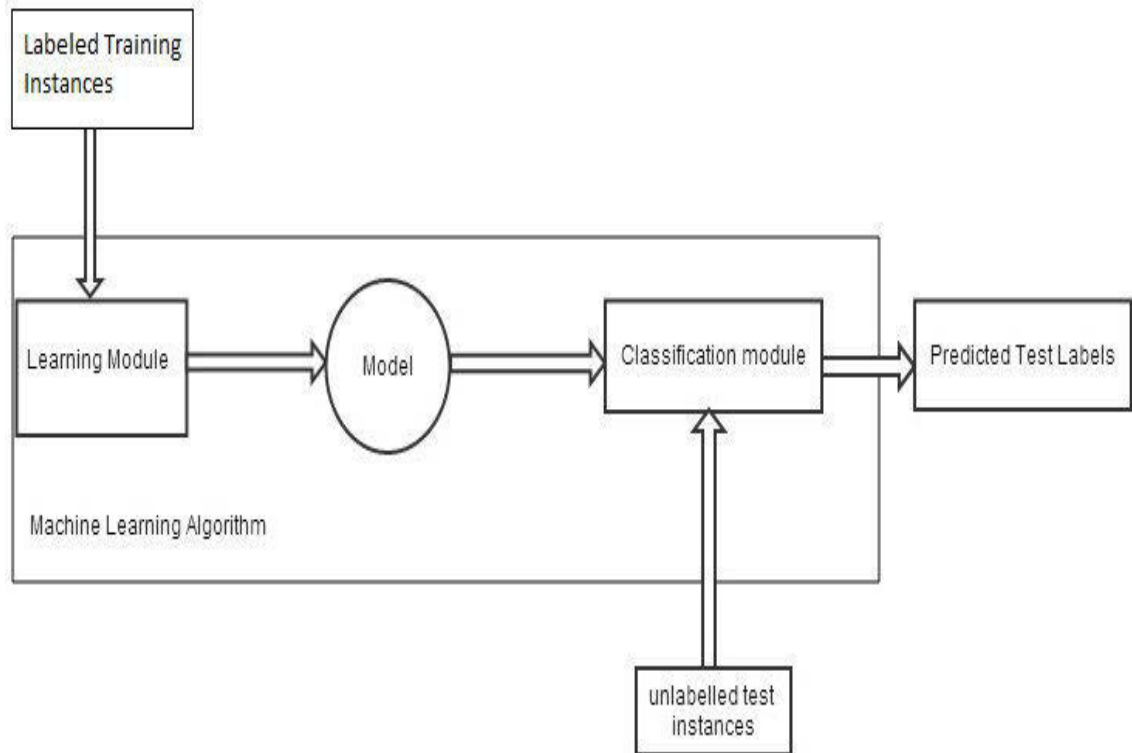 Labeled Training
Instances
Learning Module
Model
Classification module
Predicted Test Labels
Machine Learning Algorithm
unlabelled test
instances